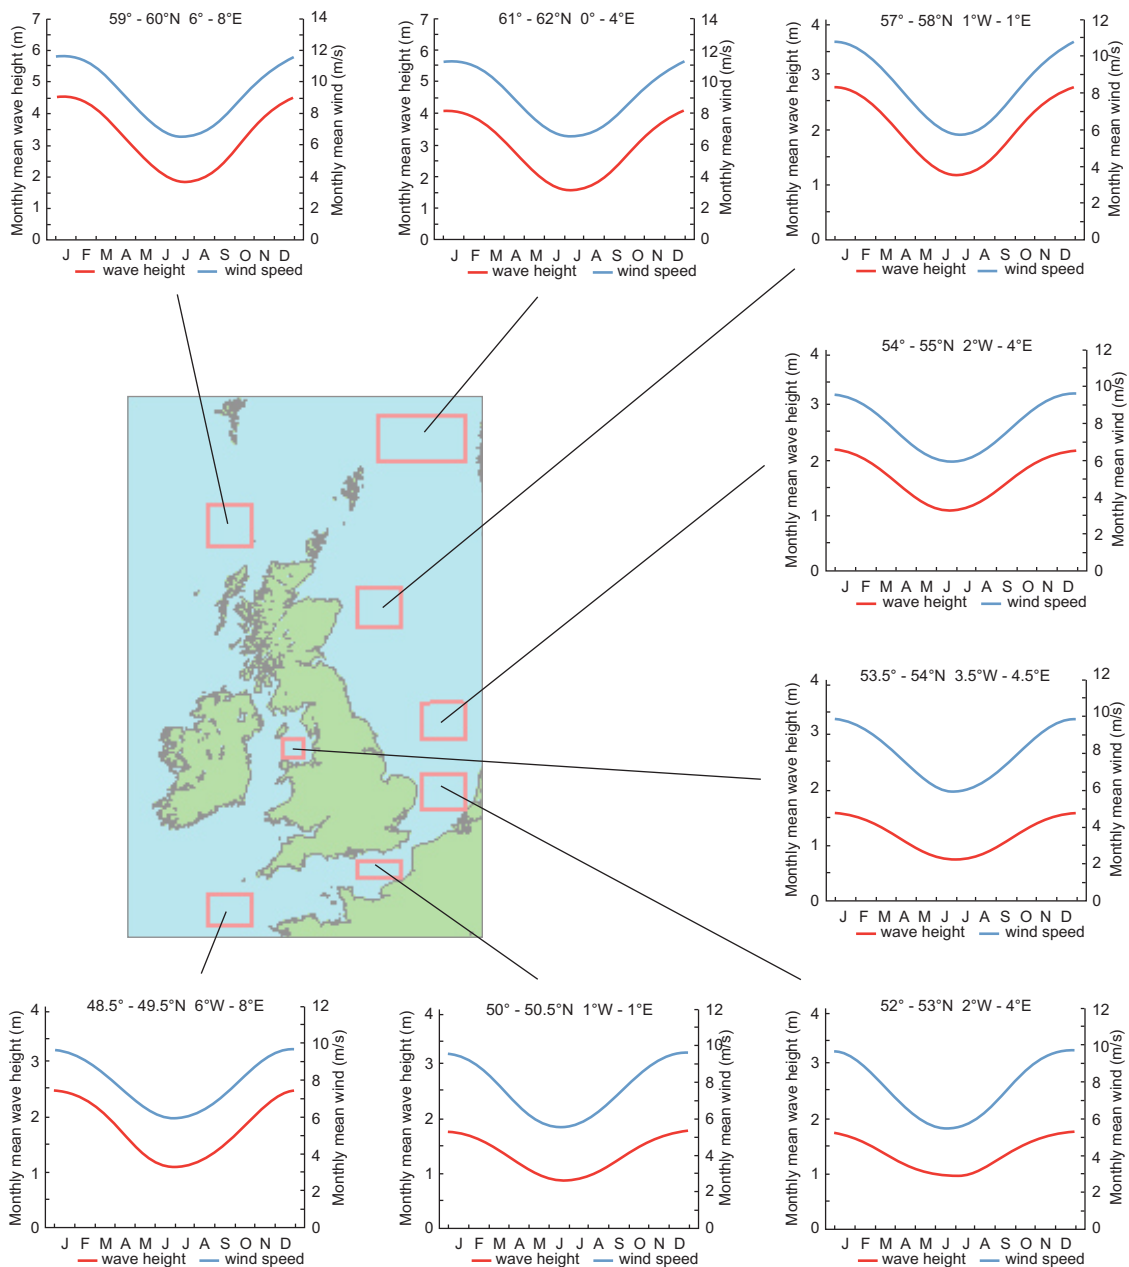 59° - 60°N  6° - 8°E
Monthly mean wave height (m)
7
6
5
4
3
2
1
0
14
12
10
8
6
4
2
0
Monthly mean wind (m/s)
J F M A M J J A S O N D
wave height wind speed
61° - 62°N  0° - 4°E
Monthly mean wave height (m)
7
6
5
4
3
2
1
0
14
12
10
8
6
4
2
0
Monthly mean wind (m/s)
J F M A M J J A S O N D
wave height wind speed
57° - 58°N  1°W - 1°E
Monthly mean wave height (m)
4
3
2
1
0
12
10
8
6
4
2
0
Monthly mean wind (m/s)
J F M A M J J A S O N D
wave height wind speed
54° - 55°N  2°W - 4°E
Monthly mean wave height (m)
4
3
2
1
0
12
10
8
6
4
2
0
Monthly mean wind (m/s)
J F M A M J J A S O N D
wave height wind speed
53.5° - 54°N  3.5°W - 4.5°E
Monthly mean wave height (m)
4
3
2
1
0
12
10
8
6
4
2
0
Monthly mean wind (m/s)
J F M A M J J A S O N D
wave height wind speed
48.5° - 49.5°N  6°W - 8°E
Monthly mean wave height (m)
4
3
2
1
0
12
10
8
6
4
2
0
Monthly mean wind (m/s)
J F M A M J J A S O N D
wave height wind speed
50° - 50.5°N  1°W - 1°E
Monthly mean wave height (m)
4
3
2
1
0
12
10
8
6
4
2
0
Monthly mean wind (m/s)
J F M A M J J A S O N D
wave height wind speed
52° - 53°N  2°W - 4°E
Monthly mean wave height (m)
4
3
2
1
0
12
10
8
6
4
2
0
Monthly mean wind (m/s)
J F M A M J J A S O N D
wave height wind speed